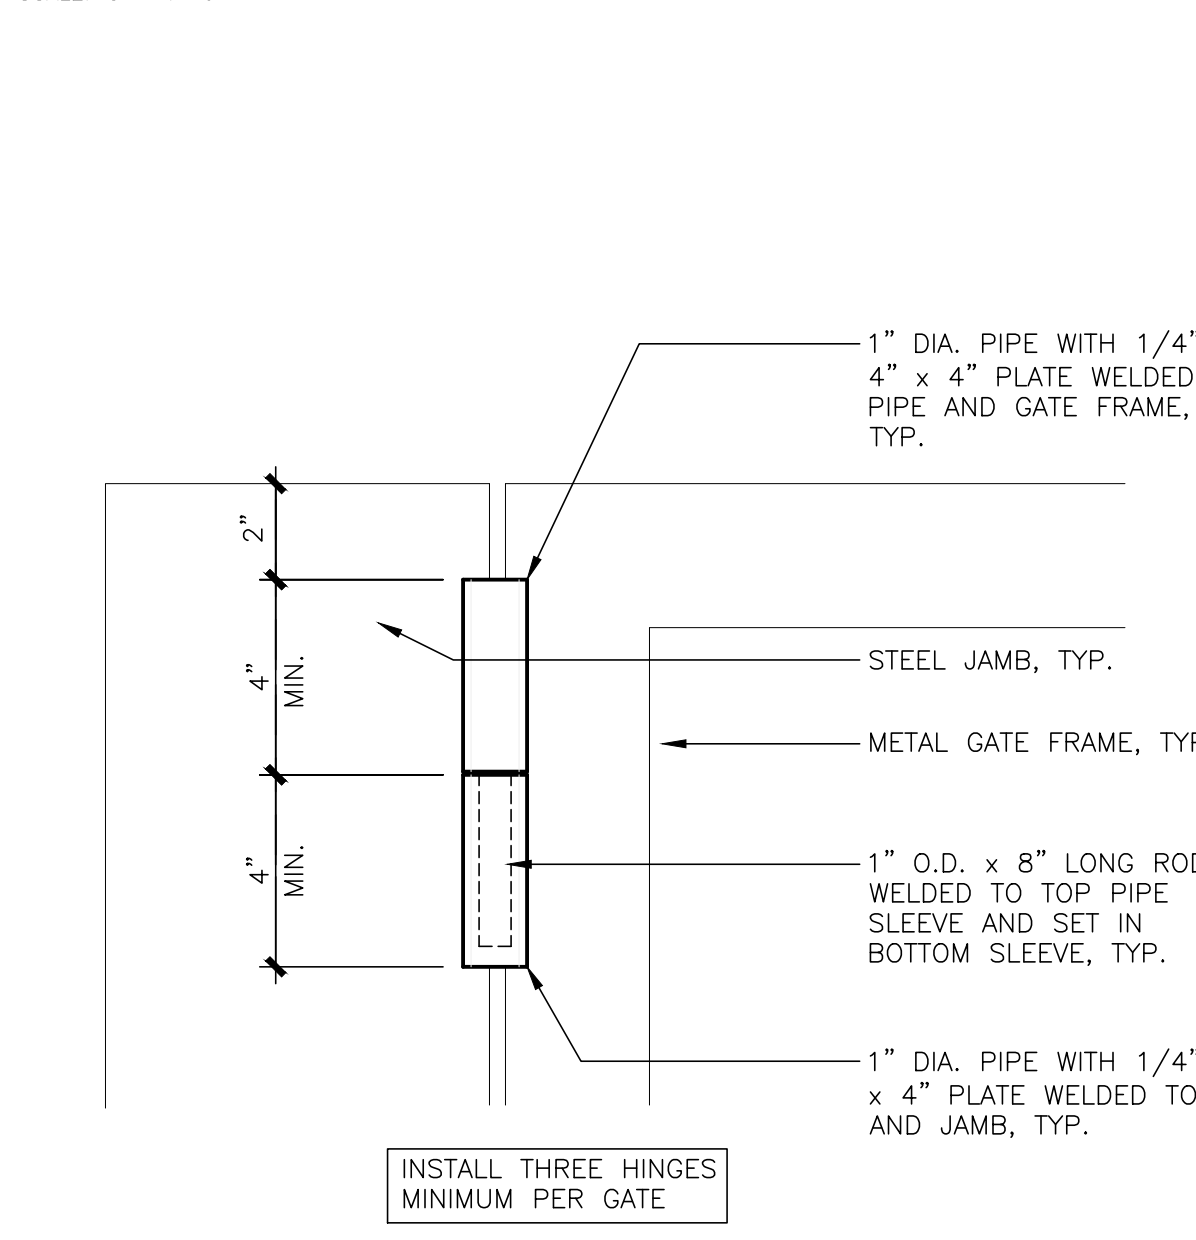 1” DIA. PIPE WITH 1/4”
4” x 4” PLATE WELDED
PIPE AND GATE FRAME,
TYP.
2”
4”
MIN.
STEEL JAMB, TYP.
METAL GATE FRAME,
4”
MIN.
1” O.D. x 8” LONG
WELDED TO TOP PIPE
SLEEVE AND SET IN
BOTTOM SLEEVE, TYP.
1” DIA. PIPE WITH 1/4”
x 4” PLATE WELDED TO
AND JAMB, TYP.
INSTALL THREE HINGES
MINIMUM PER GATE